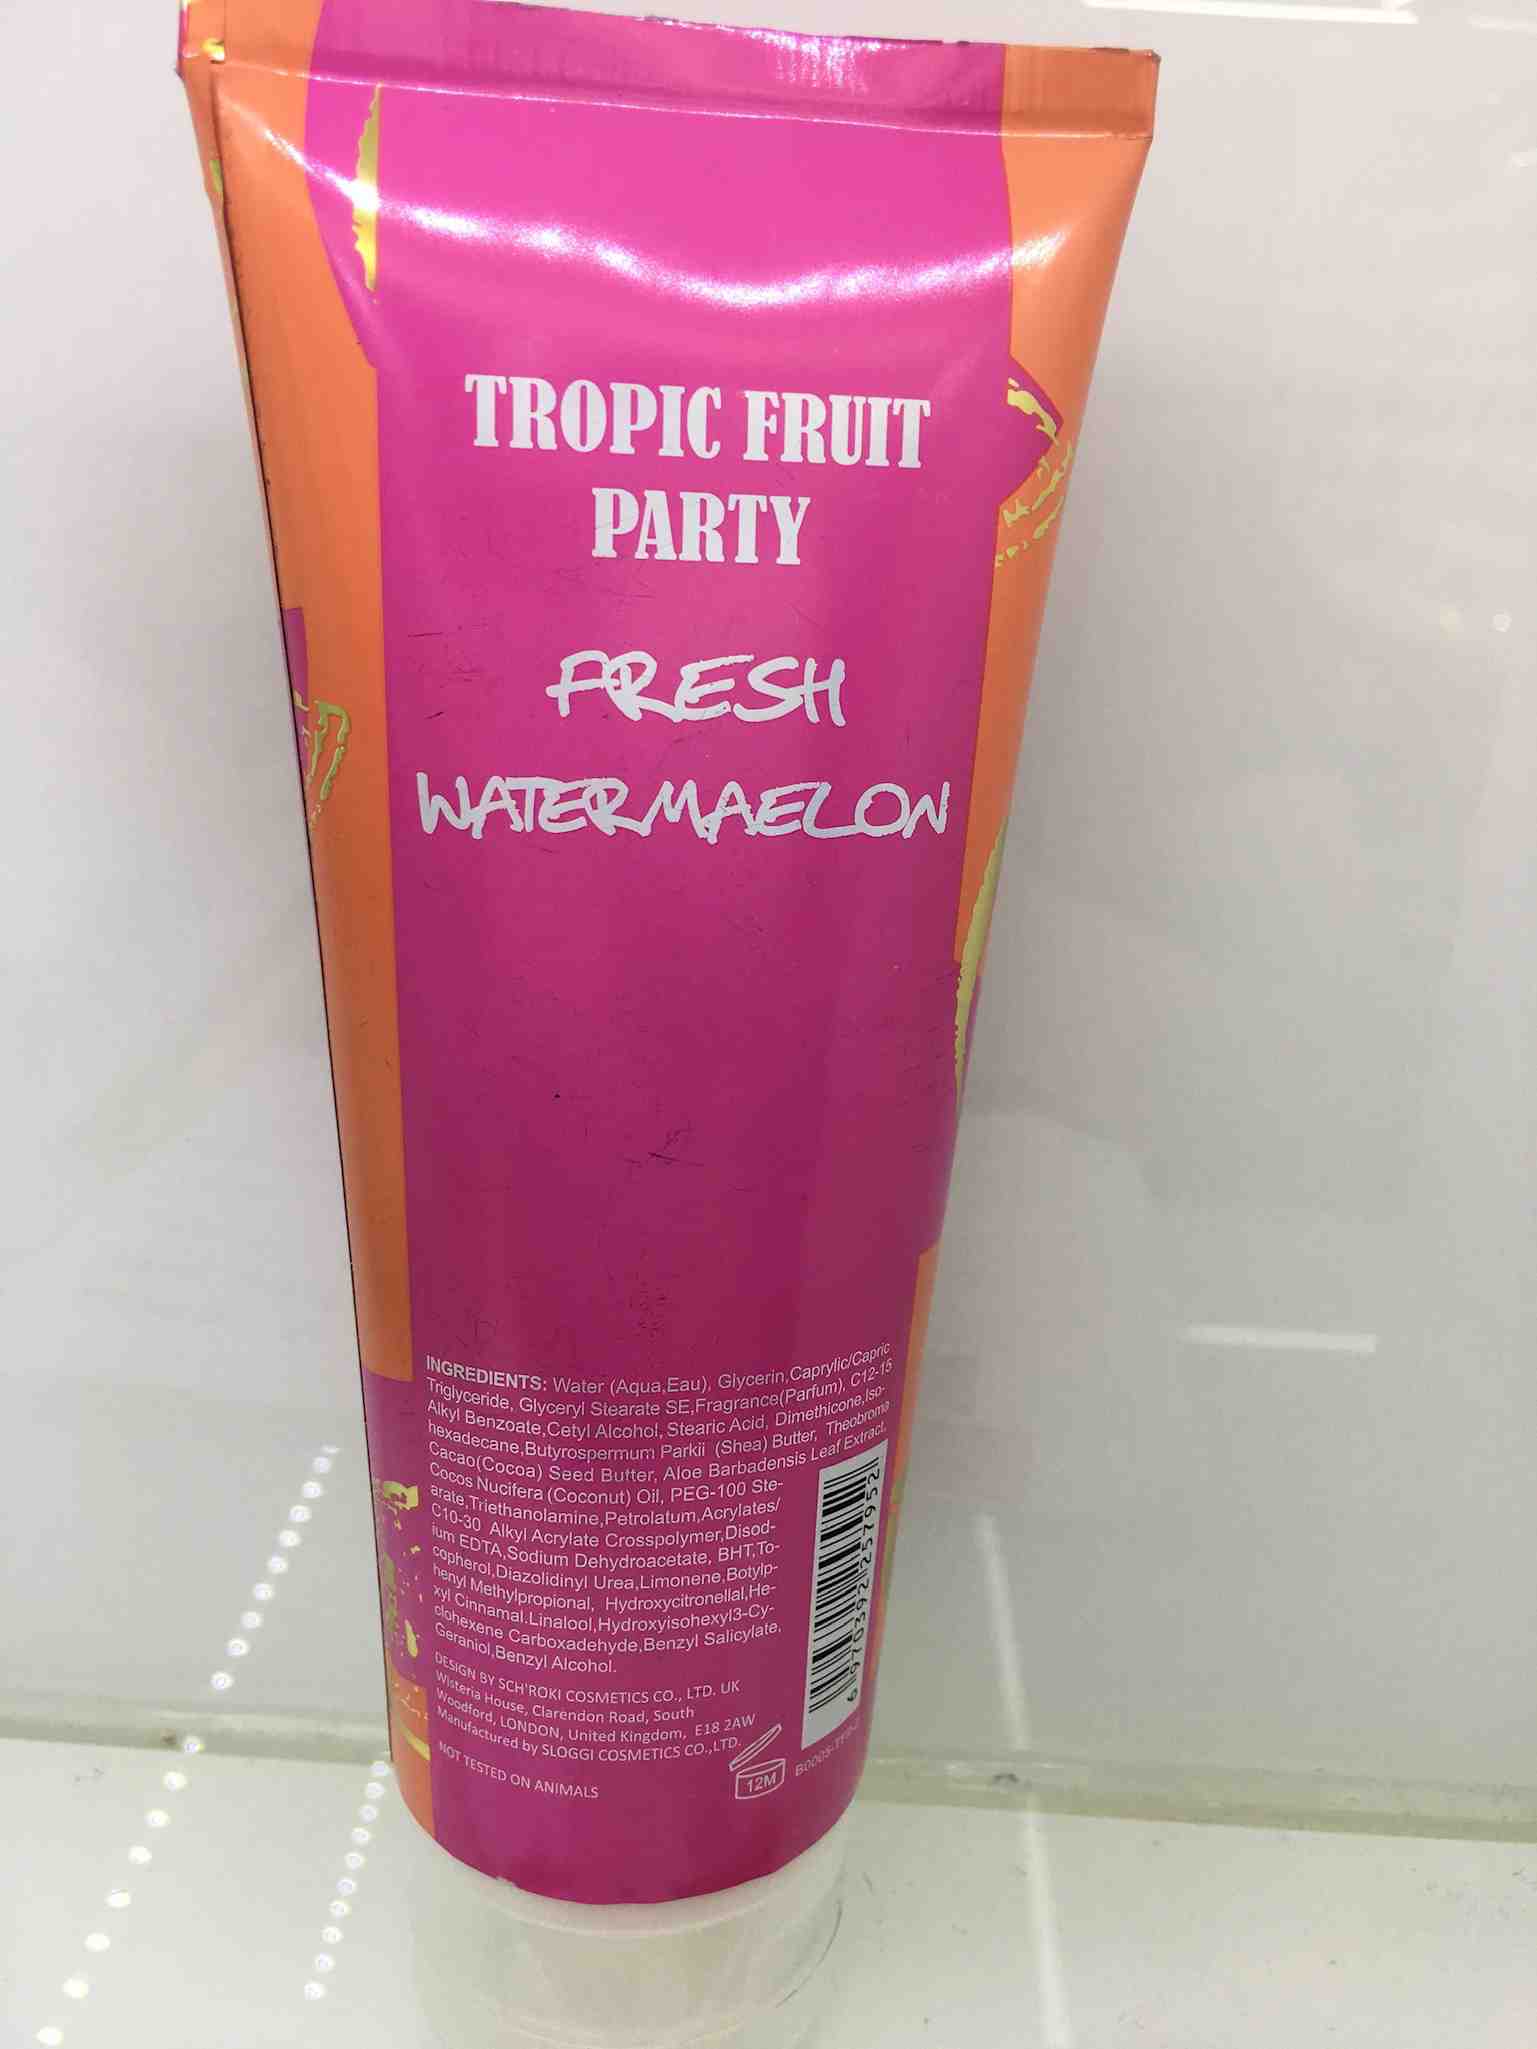 TROPIC FRUIT
PARTY
FRESH
WATERMAELON
INGREDIENTS: Water (Aqua,Eau), Glycerin,Caprylic/Capric
Triglyceride, Glyceryl Stearate SE,Fragrance(Parfum), C12-15
Alkyl Benzoate,Cetyl Alcohol, Stearic Acid, Dimethicone,Iso-
hexadecane,Butyrospermum Parkii (Shea) Butter, Theobroma
Cacao(Cocoa) Seed Butter, Aloe Barbadensis Leaf Extract,
Cocos Nucifera (Coconut) Oil, PEG-100 Ste-
arate,Triethanolamine,Petrolatum,Acrylates/
C10-30 Alkyl Acrylate Crosspolymer,Disod-
ium EDTA,Sodium Dehydroacetate, BHT,To-
copherol,Diazolidinyl Urea,Limonene,Botylp-
henyl Methylpropional, Hydroxycitronellal,He-
xyl Cinnamal.Linalool,Hydroxyisohexyl3-Cy-
clohexene Carboxadehyde,Benzyl Salicylate,
Geraniol,Benzyl Alcohol.
DESIGN BY SCH'ROKI COSMETICS CO., LTD. UK
Wisteria House, Clarendon Road, South
Woodford, LONDON, United Kingdom, E18 2AW
Manufactured by SLOGGI COSMETICS CO.,LTD.
NOT TESTED ON ANIMALS
12M
6 970392 257952